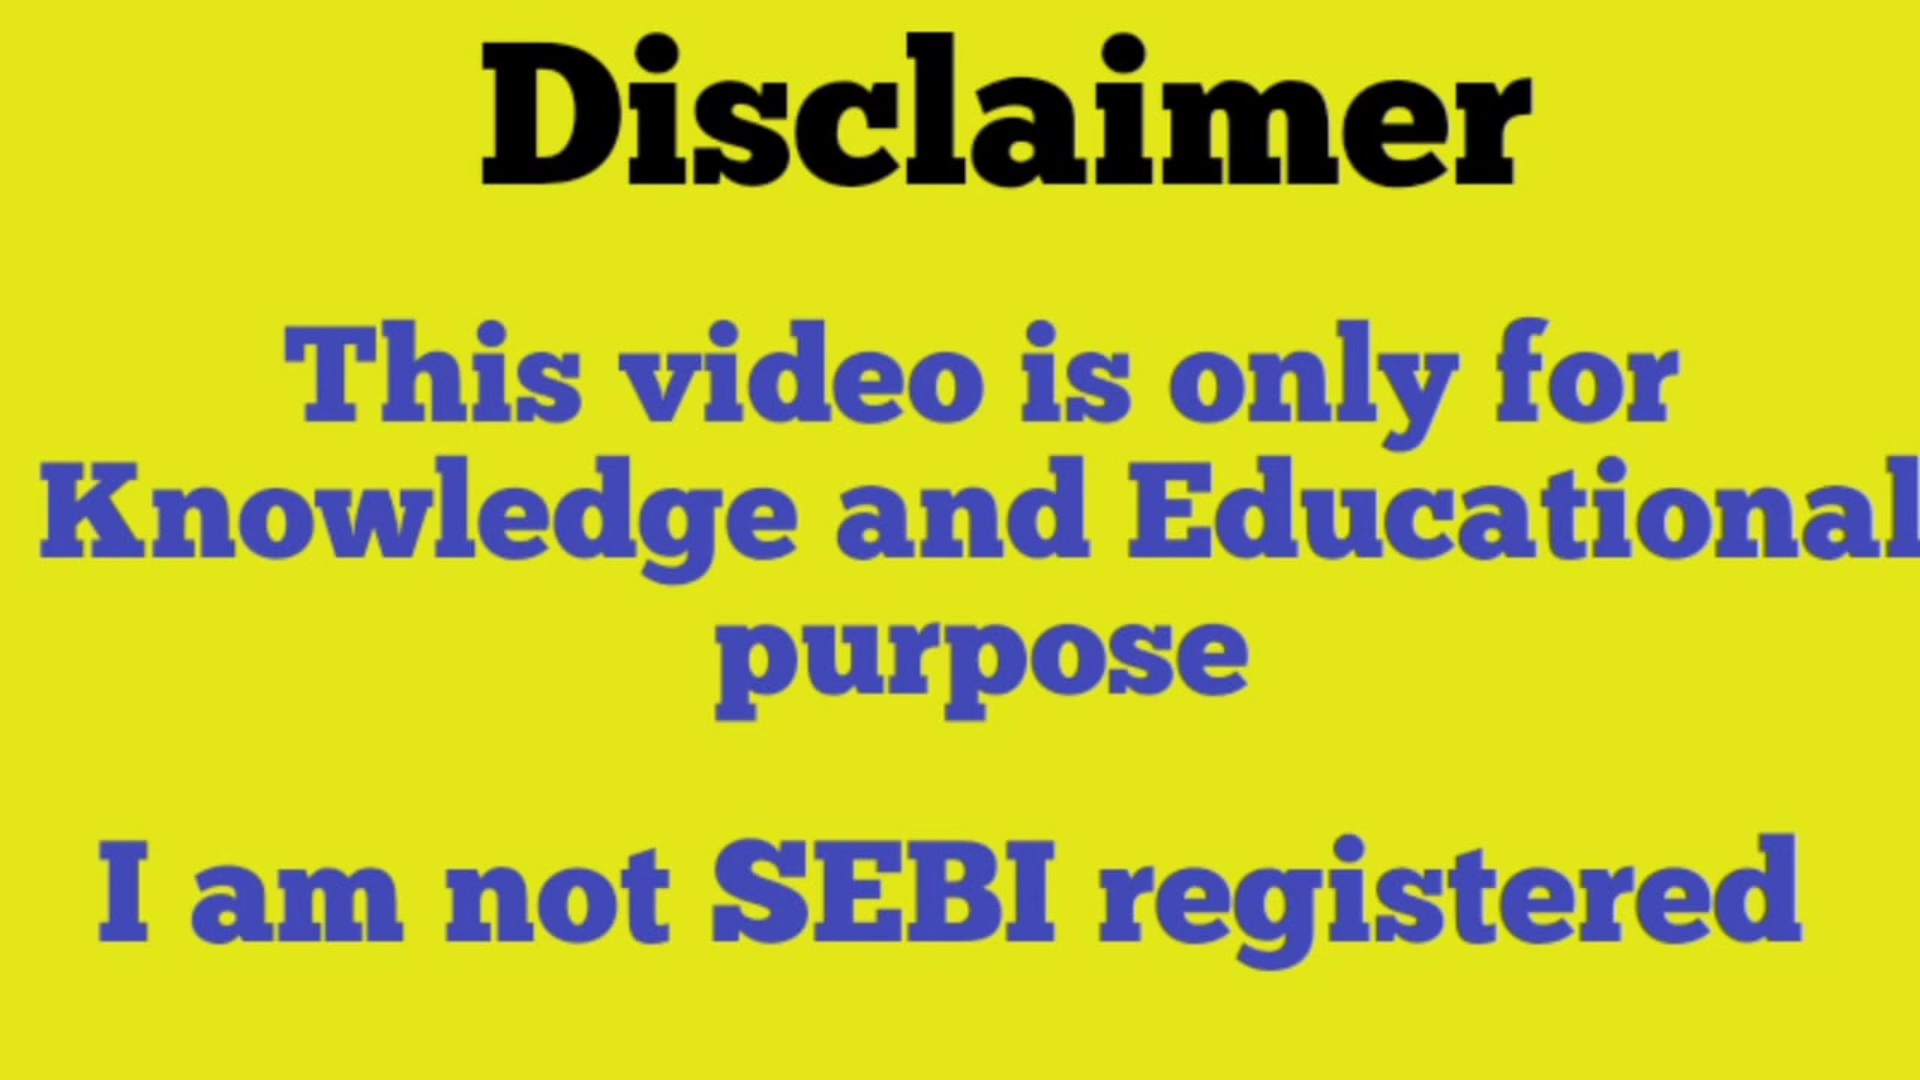 Disclaimer
This video is only for
Knowledge and Educational
purpose
I am not SEBI registered